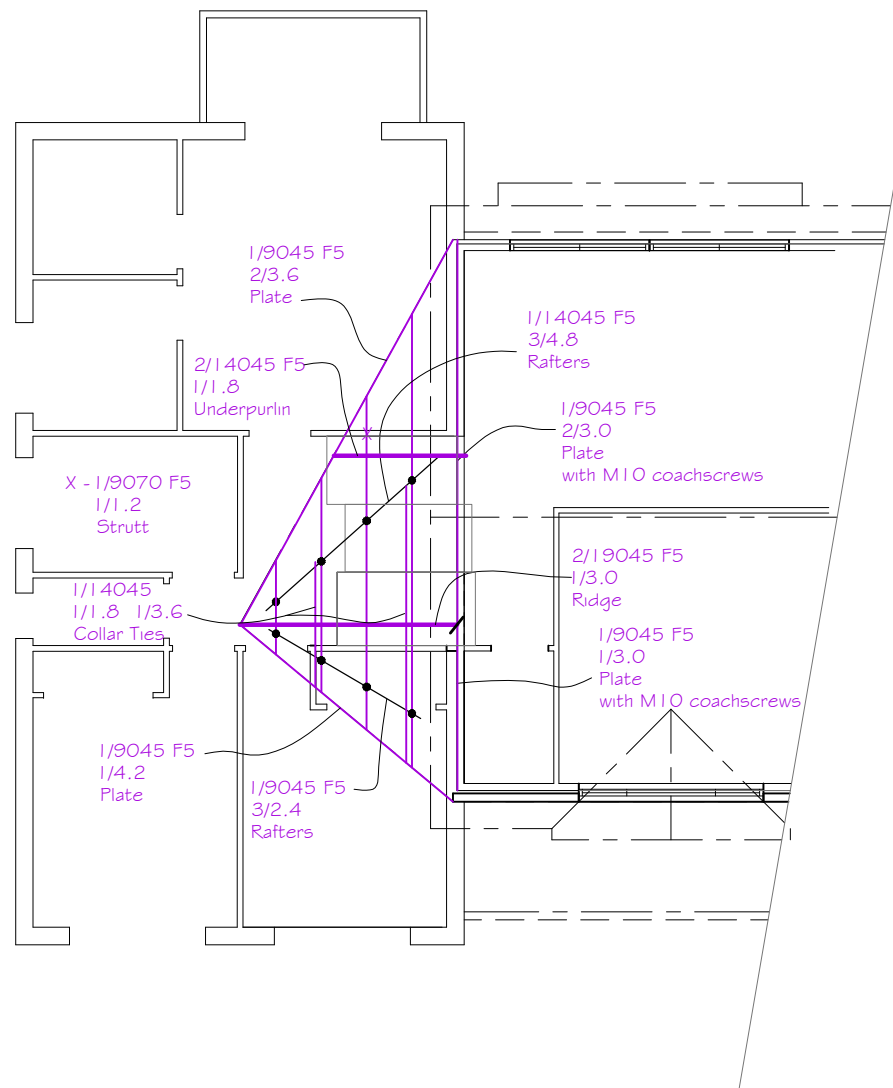 1/9045 F5
2/3.6
Plate
1/14045 F5
3/4.8
Rafters
2/14045 F5
1/1.8
Underpurlin
1/9045 F5
2/3.0
Plate
with M10 coachscrews
X
X - 1/9070 F5
1/1.2
Strutt
2/19045 F5
1/3.0
Ridge
1/14045
1/1.8 1/3.6
Collar Ties
1/9045 F5
1/3.0
Plate
with M10 coachscrews
1/9045 F5
1/4.2
Plate
1/9045 F5
3/2.4
Rafters